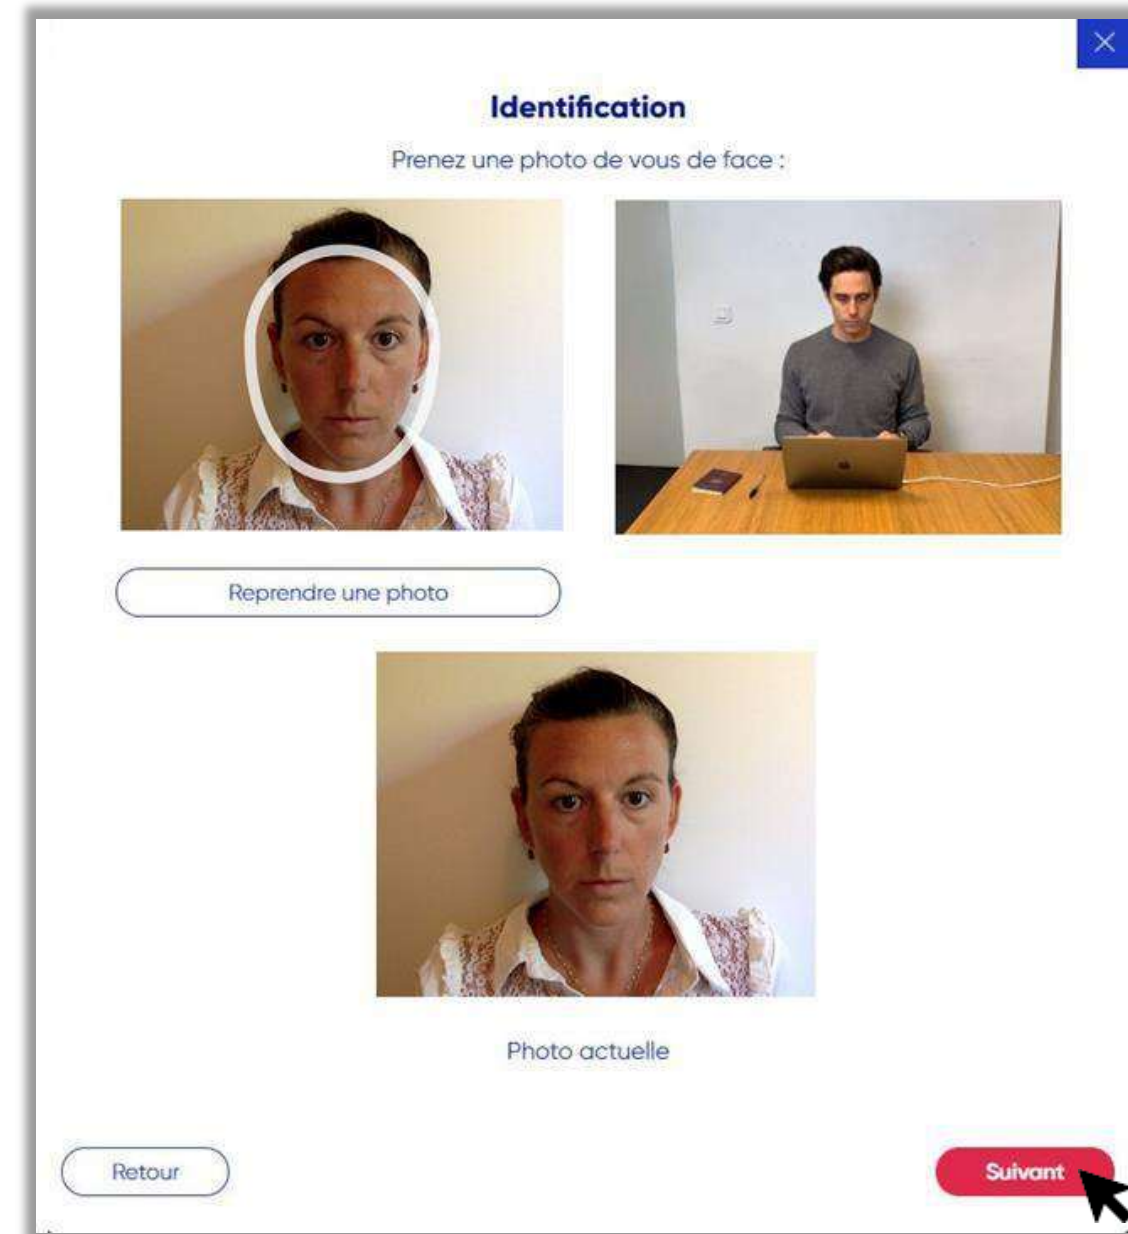 Identification
Prenez une photo de vous de face :
Reprendre une photo
Photo actuelle
Retour
Suivant